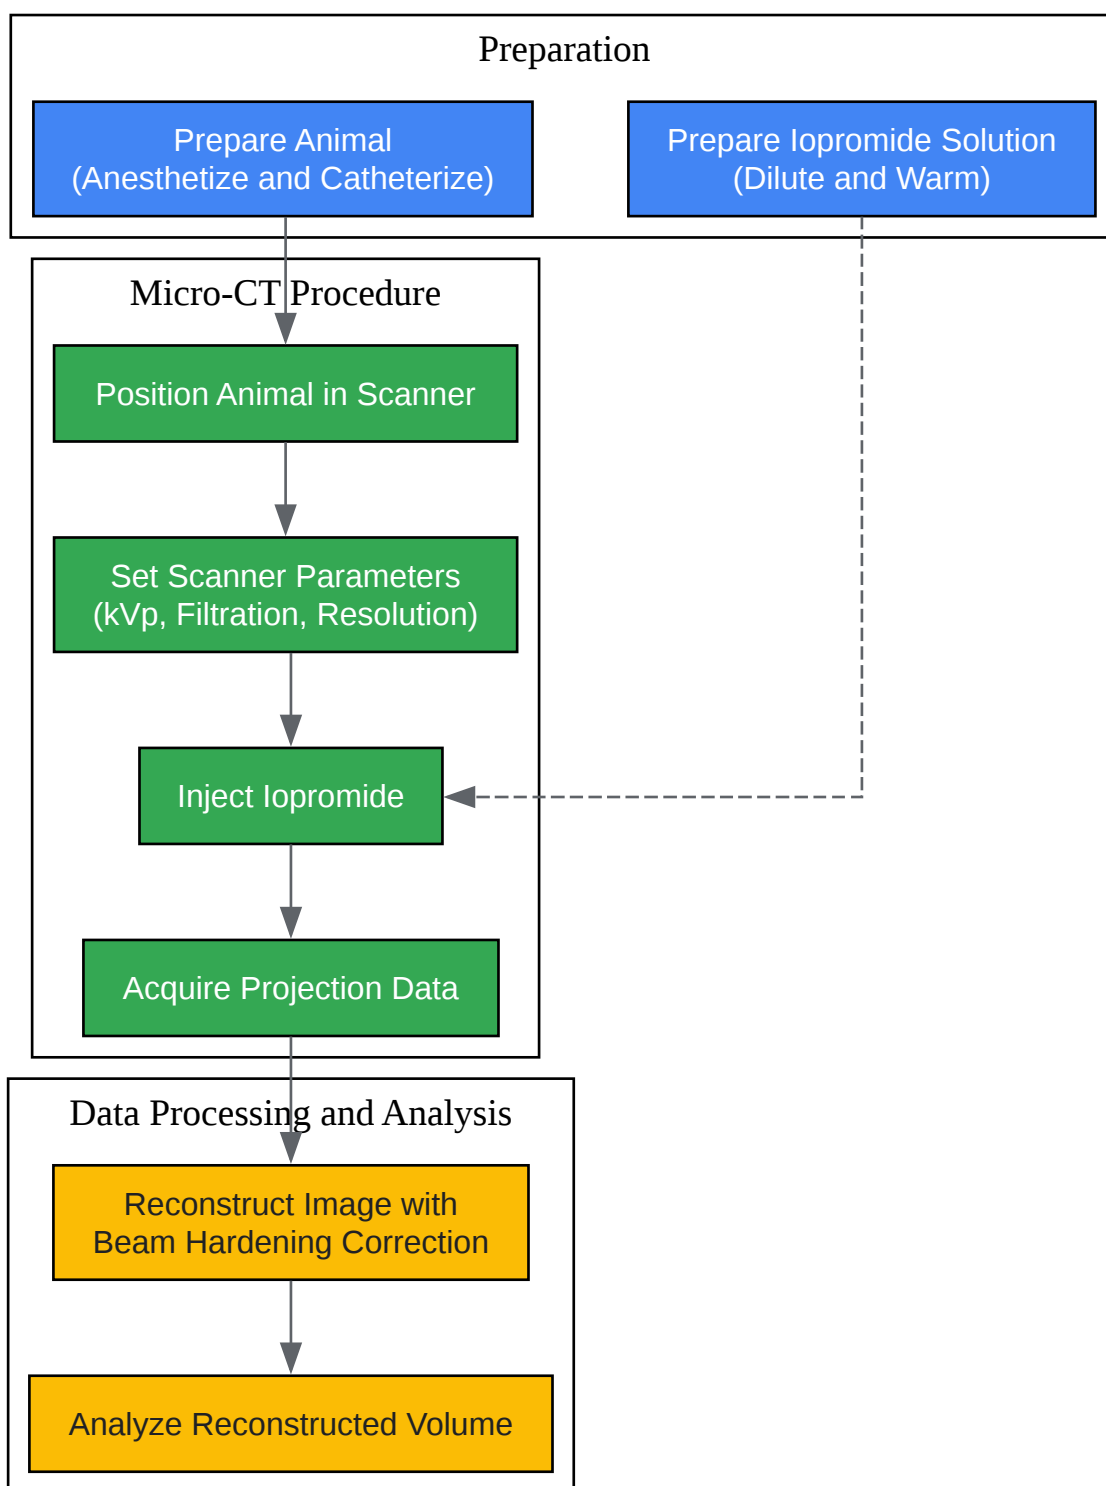 Preparation
Prepare Animal
(Anesthetize and Catheterize)
Prepare Iopromide Solution
(Dilute and Warm)
Micro-CT Procedure
Position Animal in Scanner
Set Scanner Parameters
(kVp, Filtration, Resolution)
Inject Iopromide
Acquire Projection Data
Data Processing and Analysis
Reconstruct Image with
Beam Hardening Correction
Analyze Reconstructed Volume